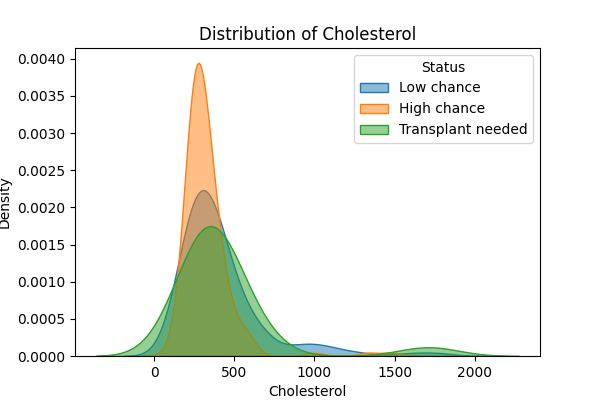 Distribution of Cholesterol
Status
Low chance
High chance
Transplant needed
0.0040
0.0035
0.0030
0.0025
0.0020
0.0015
0.0010
0.0005
0.0000
Density
0 500 1000 1500 2000
Cholesterol